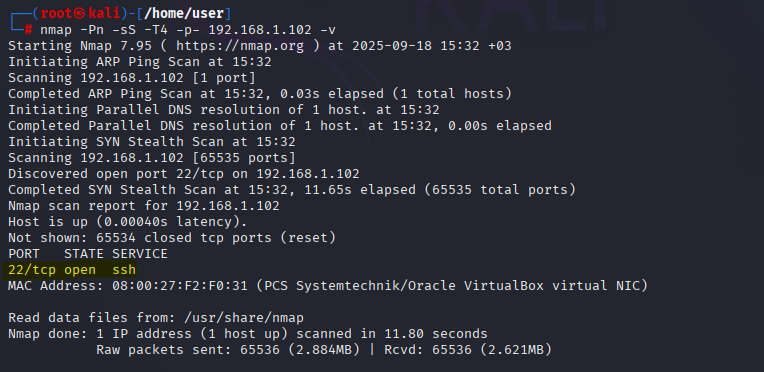 ┌──(root㉿kali)-[/home/user]
└─# nmap -Pn -sS -T4 -p- 192.168.1.102 -v
Starting Nmap 7.95 ( https://nmap.org ) at 2025-09-18 15:32 +03
Initiating ARP Ping Scan at 15:32
Scanning 192.168.1.102 [1 port]
Completed ARP Ping Scan at 15:32, 0.03s elapsed (1 total hosts)
Initiating Parallel DNS resolution of 1 host. at 15:32
Completed Parallel DNS resolution of 1 host. at 15:32, 0.00s elapsed
Initiating SYN Stealth Scan at 15:32
Scanning 192.168.1.102 [65535 ports]
Discovered open port 22/tcp on 192.168.1.102
Completed SYN Stealth Scan at 15:32, 11.65s elapsed (65535 total ports)
Nmap scan report for 192.168.1.102
Host is up (0.00040s latency).
Not shown: 65534 closed tcp ports (reset)
PORT   STATE SERVICE
22/tcp open  ssh
MAC Address: 08:00:27:F2:F0:31 (PCS Systemtechnik/Oracle VirtualBox virtual NIC)

Read data files from: /usr/share/nmap
Nmap done: 1 IP address (1 host up) scanned in 11.80 seconds
           Raw packets sent: 65536 (2.884MB) | Rcvd: 65536 (2.621MB)